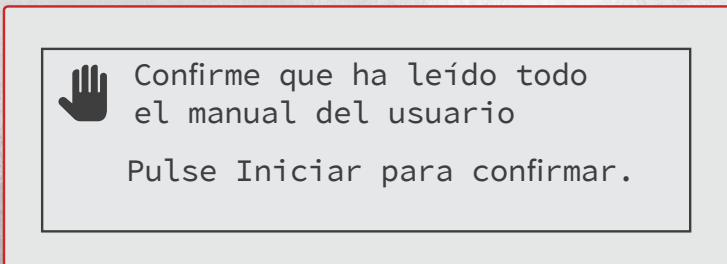 Confirme que ha leído todo
el manual del usuario
Pulse Iniciar para confirmar.